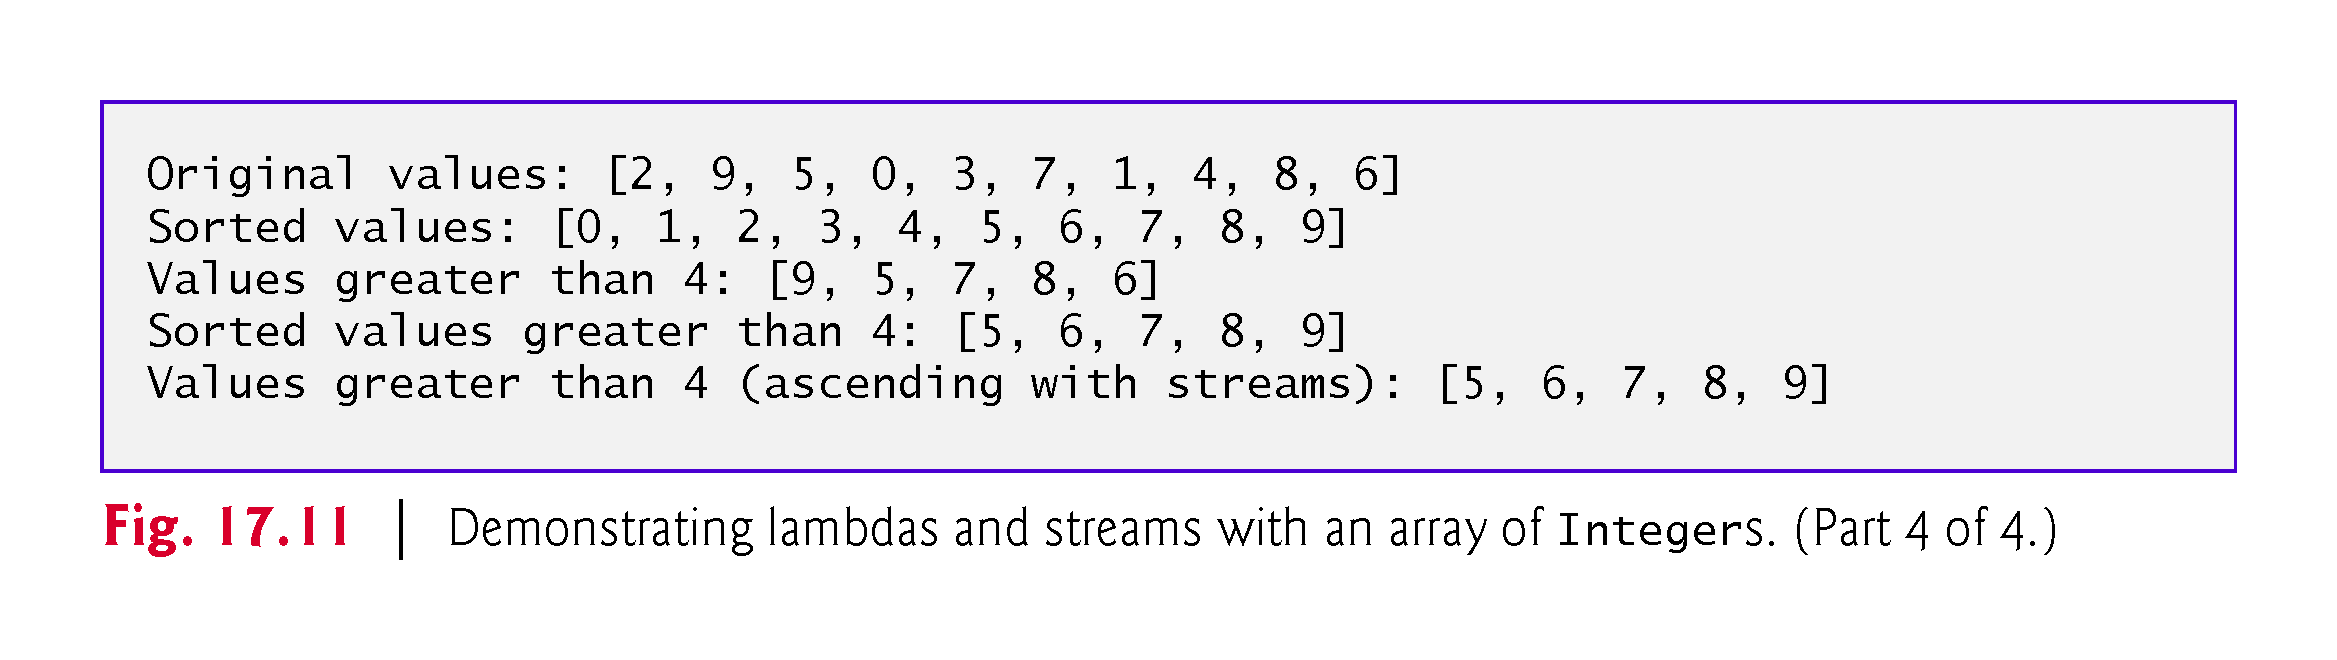 Original values: [2, 9, 5, 0, 3, 7, 1, 4, 8, 6]
Sorted values: [0, 1, 2, 3, 4, 5, 6, 7, 8, 9]
Values greater than 4: [9, 5, 7, 8, 6]
Sorted values greater than 4: [5, 6, 7, 8, 9]
Values greater than 4 (ascending with streams): [5, 6, 7, 8, 9]
Fig. 17.11 | Demonstrating lambdas and streams with an array of Integers. (Part 4 of 4.)